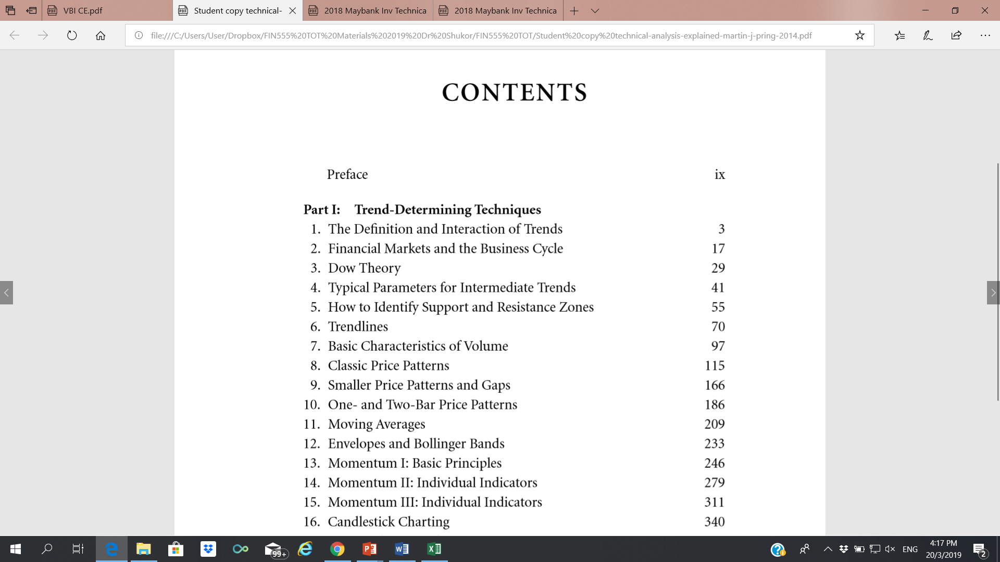 VBI CE.pdf
Student copy technical-
2018 Maybank Inv Technica
2018 Maybank Inv Technica
file:///C:/Users/User/Dropbox/FIN555%20TOT%20Materials%202019%20Dr%20Shukor/FIN555%20TOT/Student%20copy%20technical-analysis-explained-martin-j-pring-2014.pdf
CONTENTS
Preface ix
Part I: Trend-Determining Techniques
1. The Definition and Interaction of Trends 3
2. Financial Markets and the Business Cycle 17
3. Dow Theory 29
4. Typical Parameters for Intermediate Trends 41
5. How to Identify Support and Resistance Zones 55
6. Trendlines 70
7. Basic Characteristics of Volume 97
8. Classic Price Patterns 115
9. Smaller Price Patterns and Gaps 166
10. One- and Two-Bar Price Patterns 186
11. Moving Averages 209
12. Envelopes and Bollinger Bands 233
13. Momentum I: Basic Principles 246
14. Momentum II: Individual Indicators 279
15. Momentum III: Individual Indicators 311
16. Candlestick Charting 340
99+
ENG
4:17 PM
20/3/2019
2